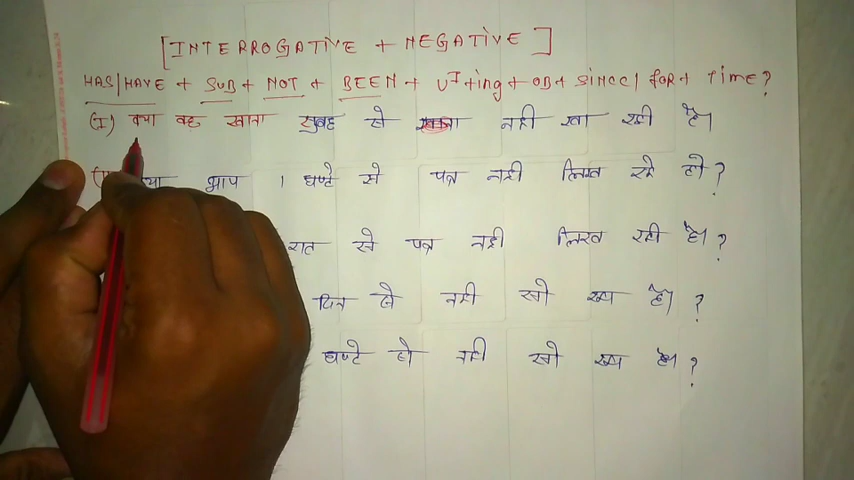 [INTERROGATIVE + NEGATIVE]
HAS/HAVE + SUB + NOT + BEEN + V¹+ing + OB + since/ for + Time?
(I) क्या वह खाना सुबह से नही खा रही है।
आप 1 घण्टे से पत्र नही लिख रहे हो?
रात से पत्र नही लिख रही है। ?
दिन से नही सो रहा है। ?
घण्टे से नही सो रहा है। ?